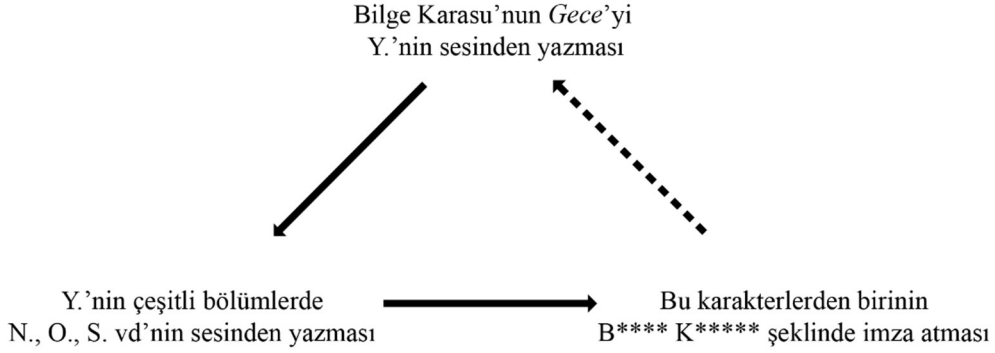 Bilge Karasu’nun Gece’yi
Y.’nin sesinden yazması
Y.’nin çeşitli bölümlerde
N., O., S. vd’nin sesinden yazması
Bu karakterlerden birinin
B**** K***** şeklinde imza atması